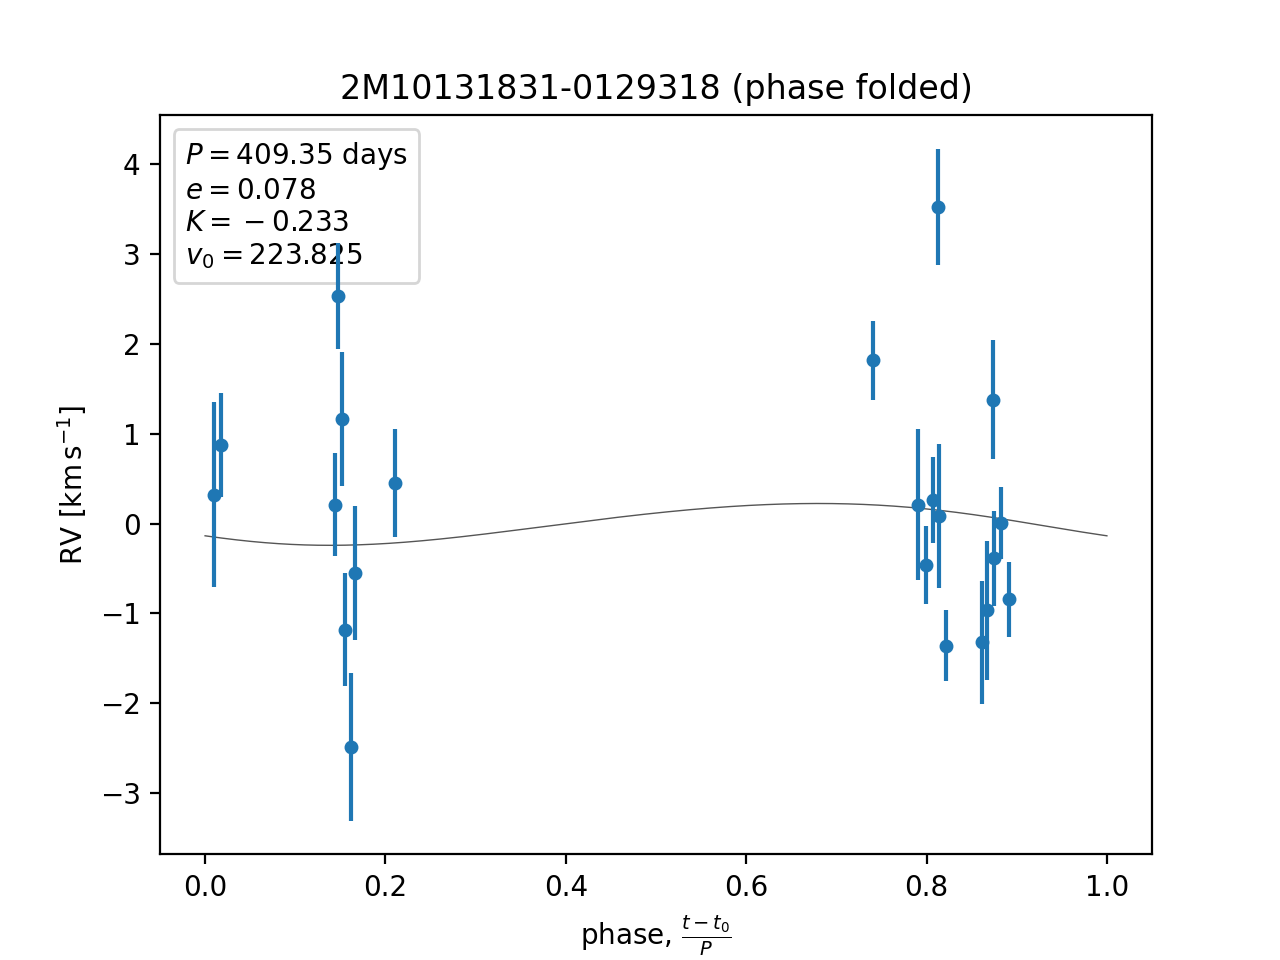 2M10131831-0129318 (phase folded)
P = 409.35 days
e = 0.078
K = −0.233
v₀ = 223.825
4
3
2
1
0
−1
−2
−3
RV [km s⁻¹]
0.0 0.2 0.4 0.6 0.8 1.0
phase, (t − t₀)/P